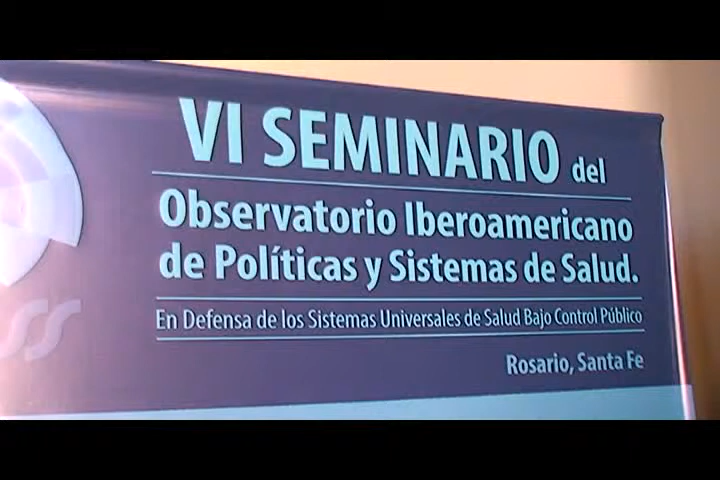 VI SEMINARIO del
Observatorio Iberoamericano
de Políticas y Sistemas de Salud.
En Defensa de los Sistemas Universales de Salud Bajo Control Público
Rosario, Santa Fe
ss